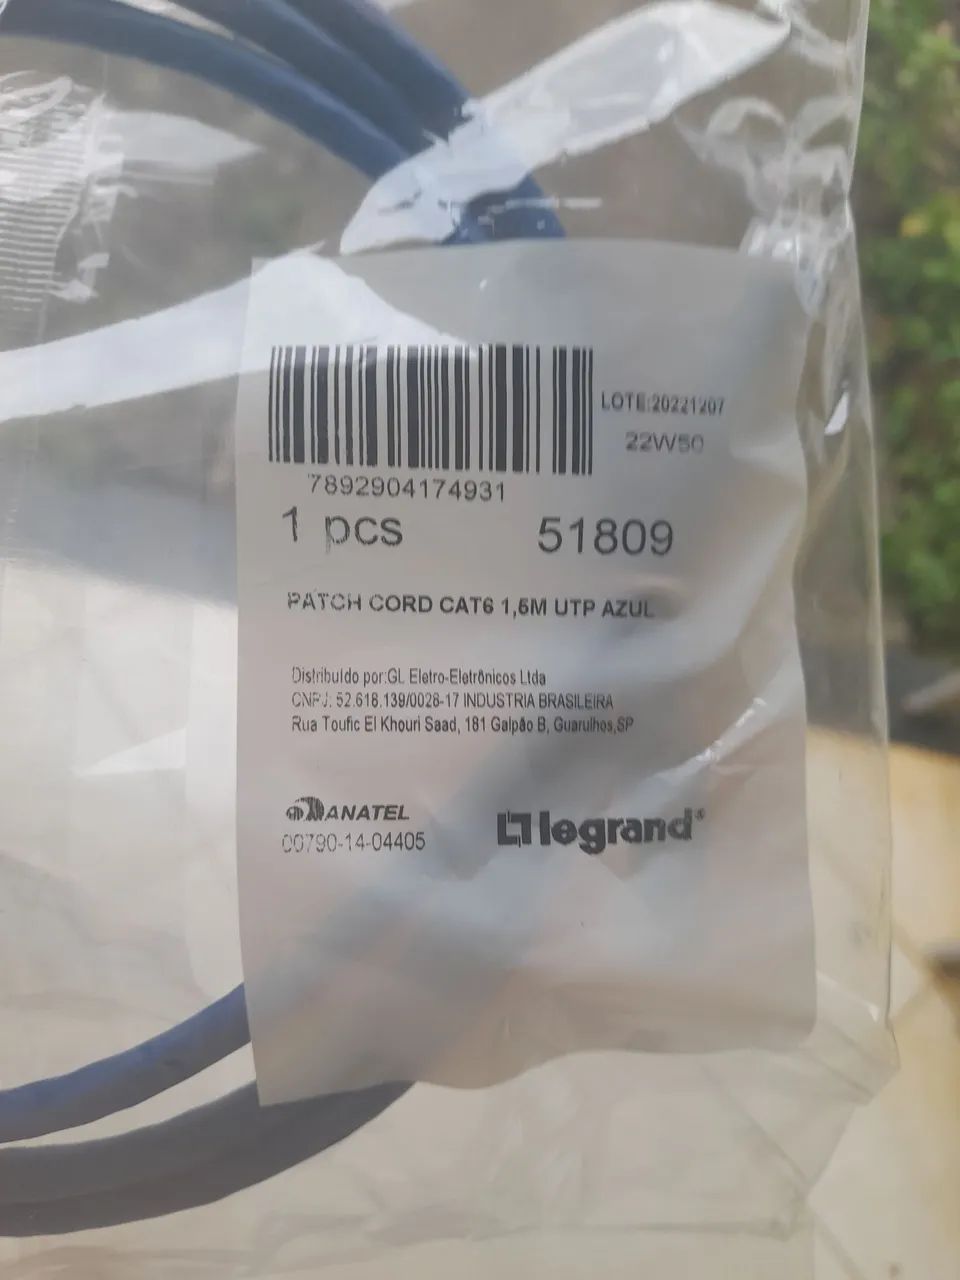 LOTE:20221207
22W50
7892904174931
1 pcs 51809
PATCH CORD CAT6 1,5M UTP AZUL
Distribuído por:GL Eletro-Eletrônicos Ltda
CNPJ: 52.618.139/0028-17 INDUSTRIA BRASILEIRA
Rua Toufic El Khouri Saad, 181 Galpão B, Guarulhos,SP
ANATEL
00790-14-04405
legrand®